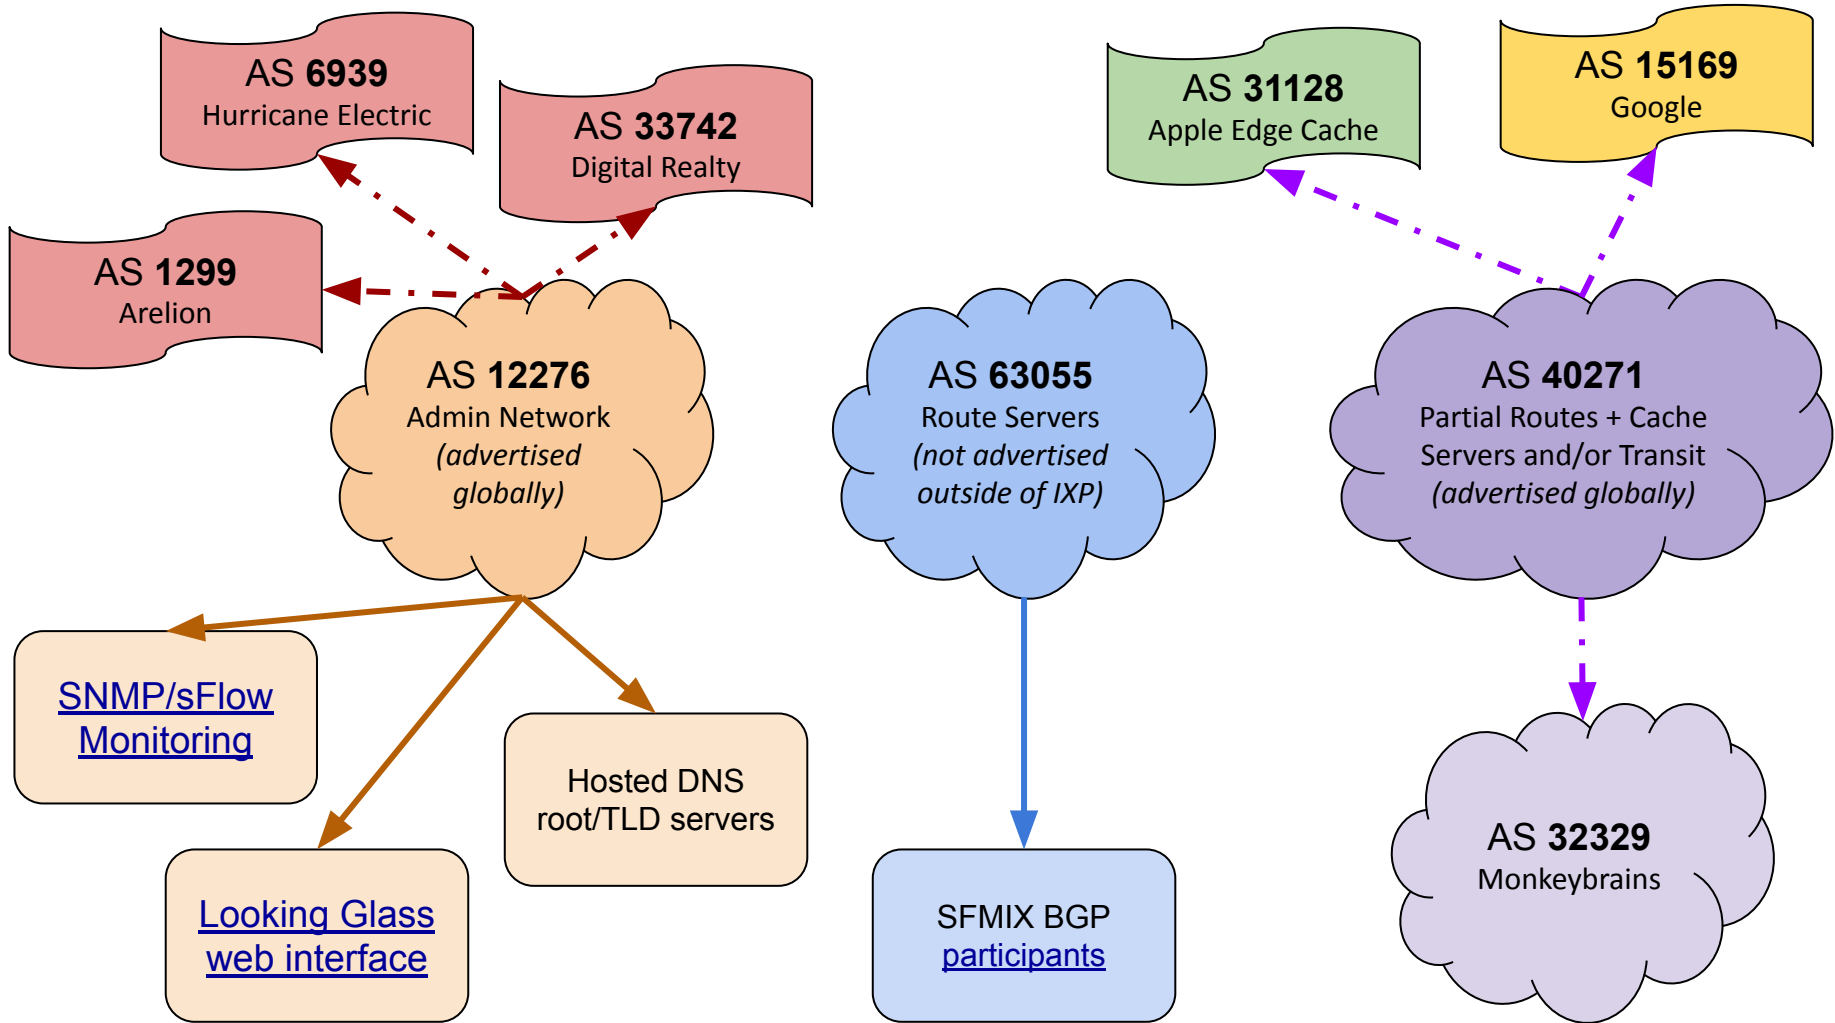 AS 6939
Hurricane Electric
AS 33742
Digital Realty
AS 1299
Arelion
AS 31128
Apple Edge Cache
AS 15169
Google
AS 12276
Admin Network
(advertised
globally)
AS 63055
Route Servers
(not advertised
outside of IXP)
AS 40271
Partial Routes + Cache
Servers and/or Transit
(advertised globally)
SNMP/sFlow
Monitoring
Looking Glass
web interface
Hosted DNS
root/TLD servers
SFMIX BGP
participants
AS 32329
Monkeybrains